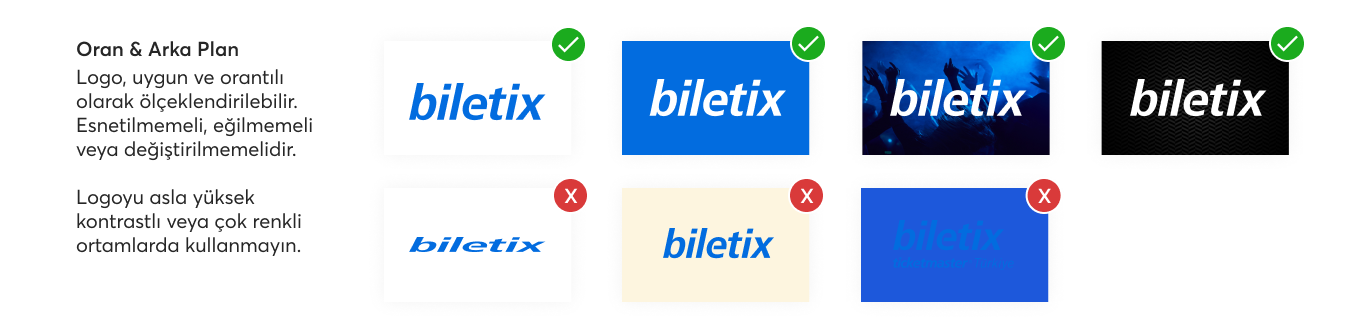 Oran & Arka Plan
Logo, uygun ve orantılı
olarak ölçeklendirilebilir.
Esnetilmemeli, eğilmemeli
veya değiştirilmemelidir.
Logoyu asla yüksek
kontrastlı veya çok renkli
ortamlarda kullanmayın.
biletix
biletix
biletix
biletix
biletix
X
biletix
X
biletix
X